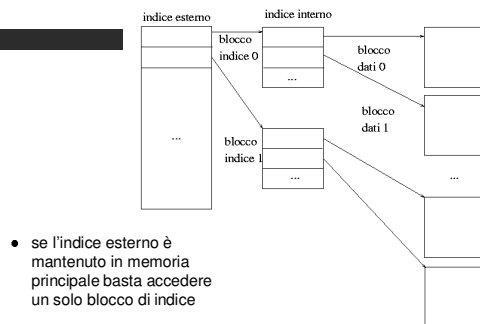 indice esterno
indice interno
blocco
indice 0
blocco
dati 0
...
blocco
dati 1
...
blocco
indice 1
...
...
● se l'indice esterno è
mantenuto in memoria
principale basta accedere
un solo blocco di indice